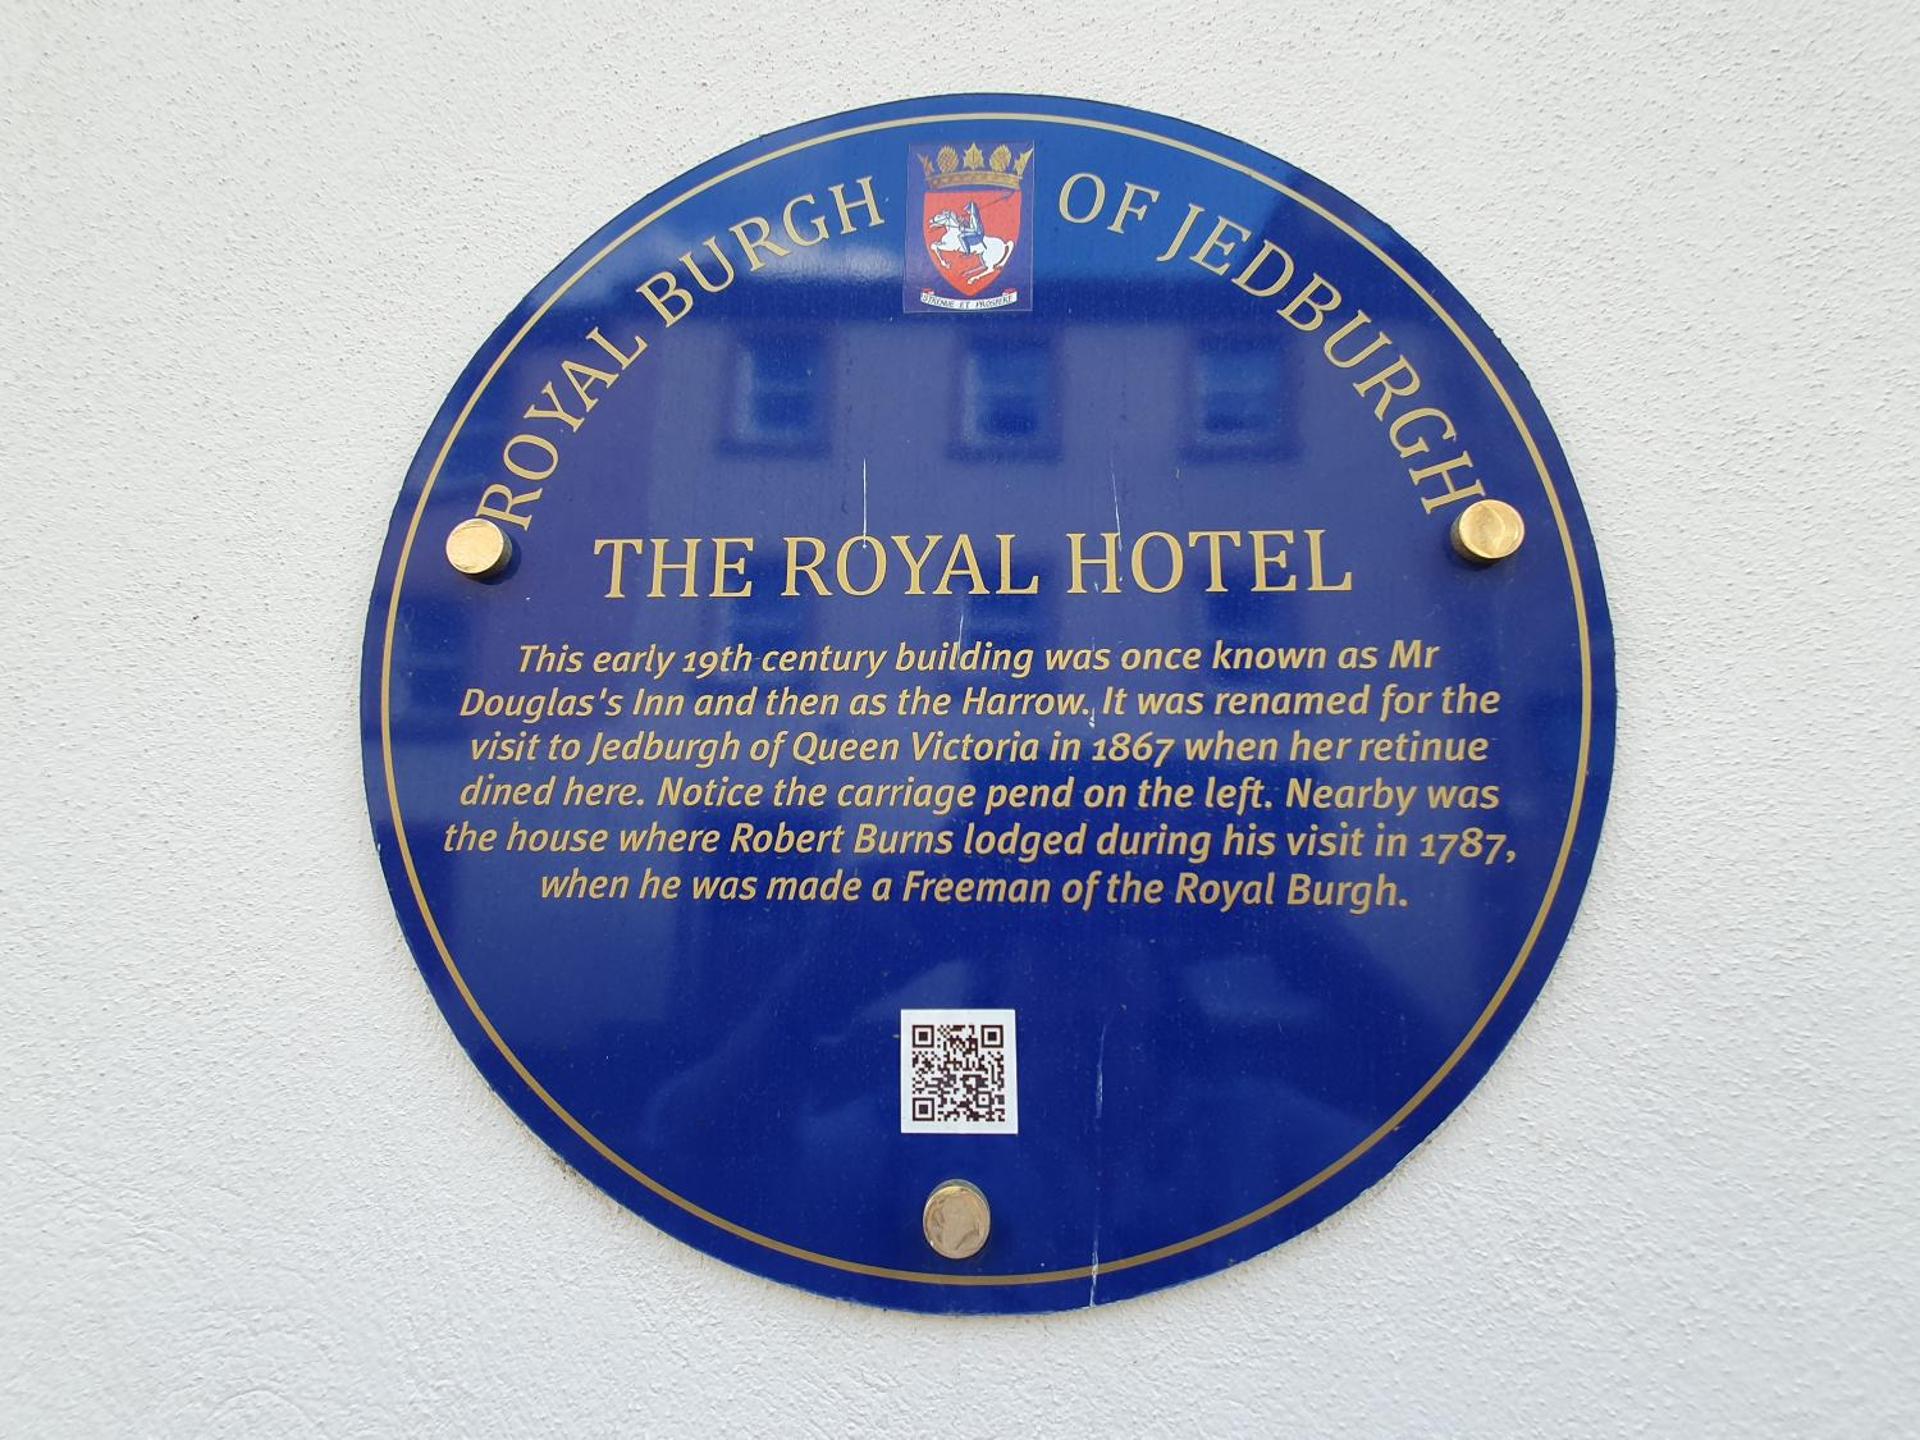 ROYAL BURGH OF JEDBURGH
STRENUE ET PROSPERE
THE ROYAL HOTEL
This early 19th century building was once known as Mr
Douglas's Inn and then as the Harrow. It was renamed for the
visit to Jedburgh of Queen Victoria in 1867 when her retinue
dined here. Notice the carriage pend on the left. Nearby was
the house where Robert Burns lodged during his visit in 1787,
when he was made a Freeman of the Royal Burgh.